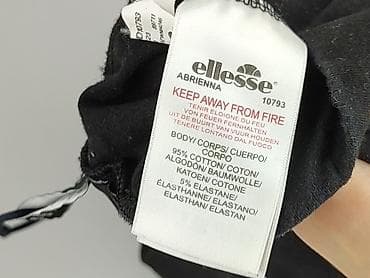 ellesse
ABRIENNA 10793
KEEP AWAY FROM FIRE
TENIR ELOIGNE DU FEU
VON FEUER FERNHALTEN
UIT DE BUURT VAN VUUR HOUDEN
TENERE LONTANO DAL FUOCO
BODY/ CORPS/ CUERPO/
CORPO
95% COTTON/ COTON/
ALGODÓN/ BAUMWOLLE/
KATOEN/ COTONE
5% ELASTANE/
ÉLASTHANNE/ ELASTANO/
ELASTHAN/ ELASTAN